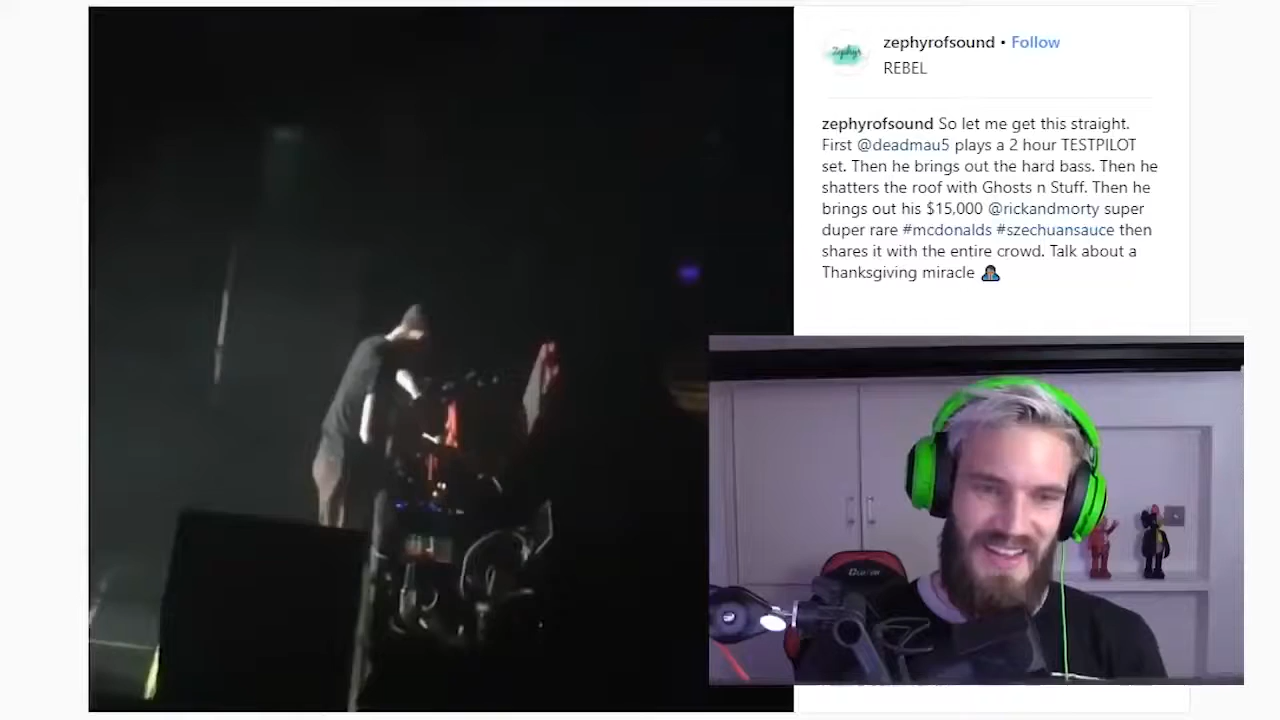 zephyrofsound • Follow
REBEL
zephyrofsound So let me get this straight.
First @deadmau5 plays a 2 hour TESTPILOT
set. Then he brings out the hard bass. Then he
shatters the roof with Ghosts n Stuff. Then he
brings out his $15,000 @rickandmorty super
duper rare #mcdonalds #szechuansauce then
shares it with the entire crowd. Talk about a
Thanksgiving miracle
Zephyr